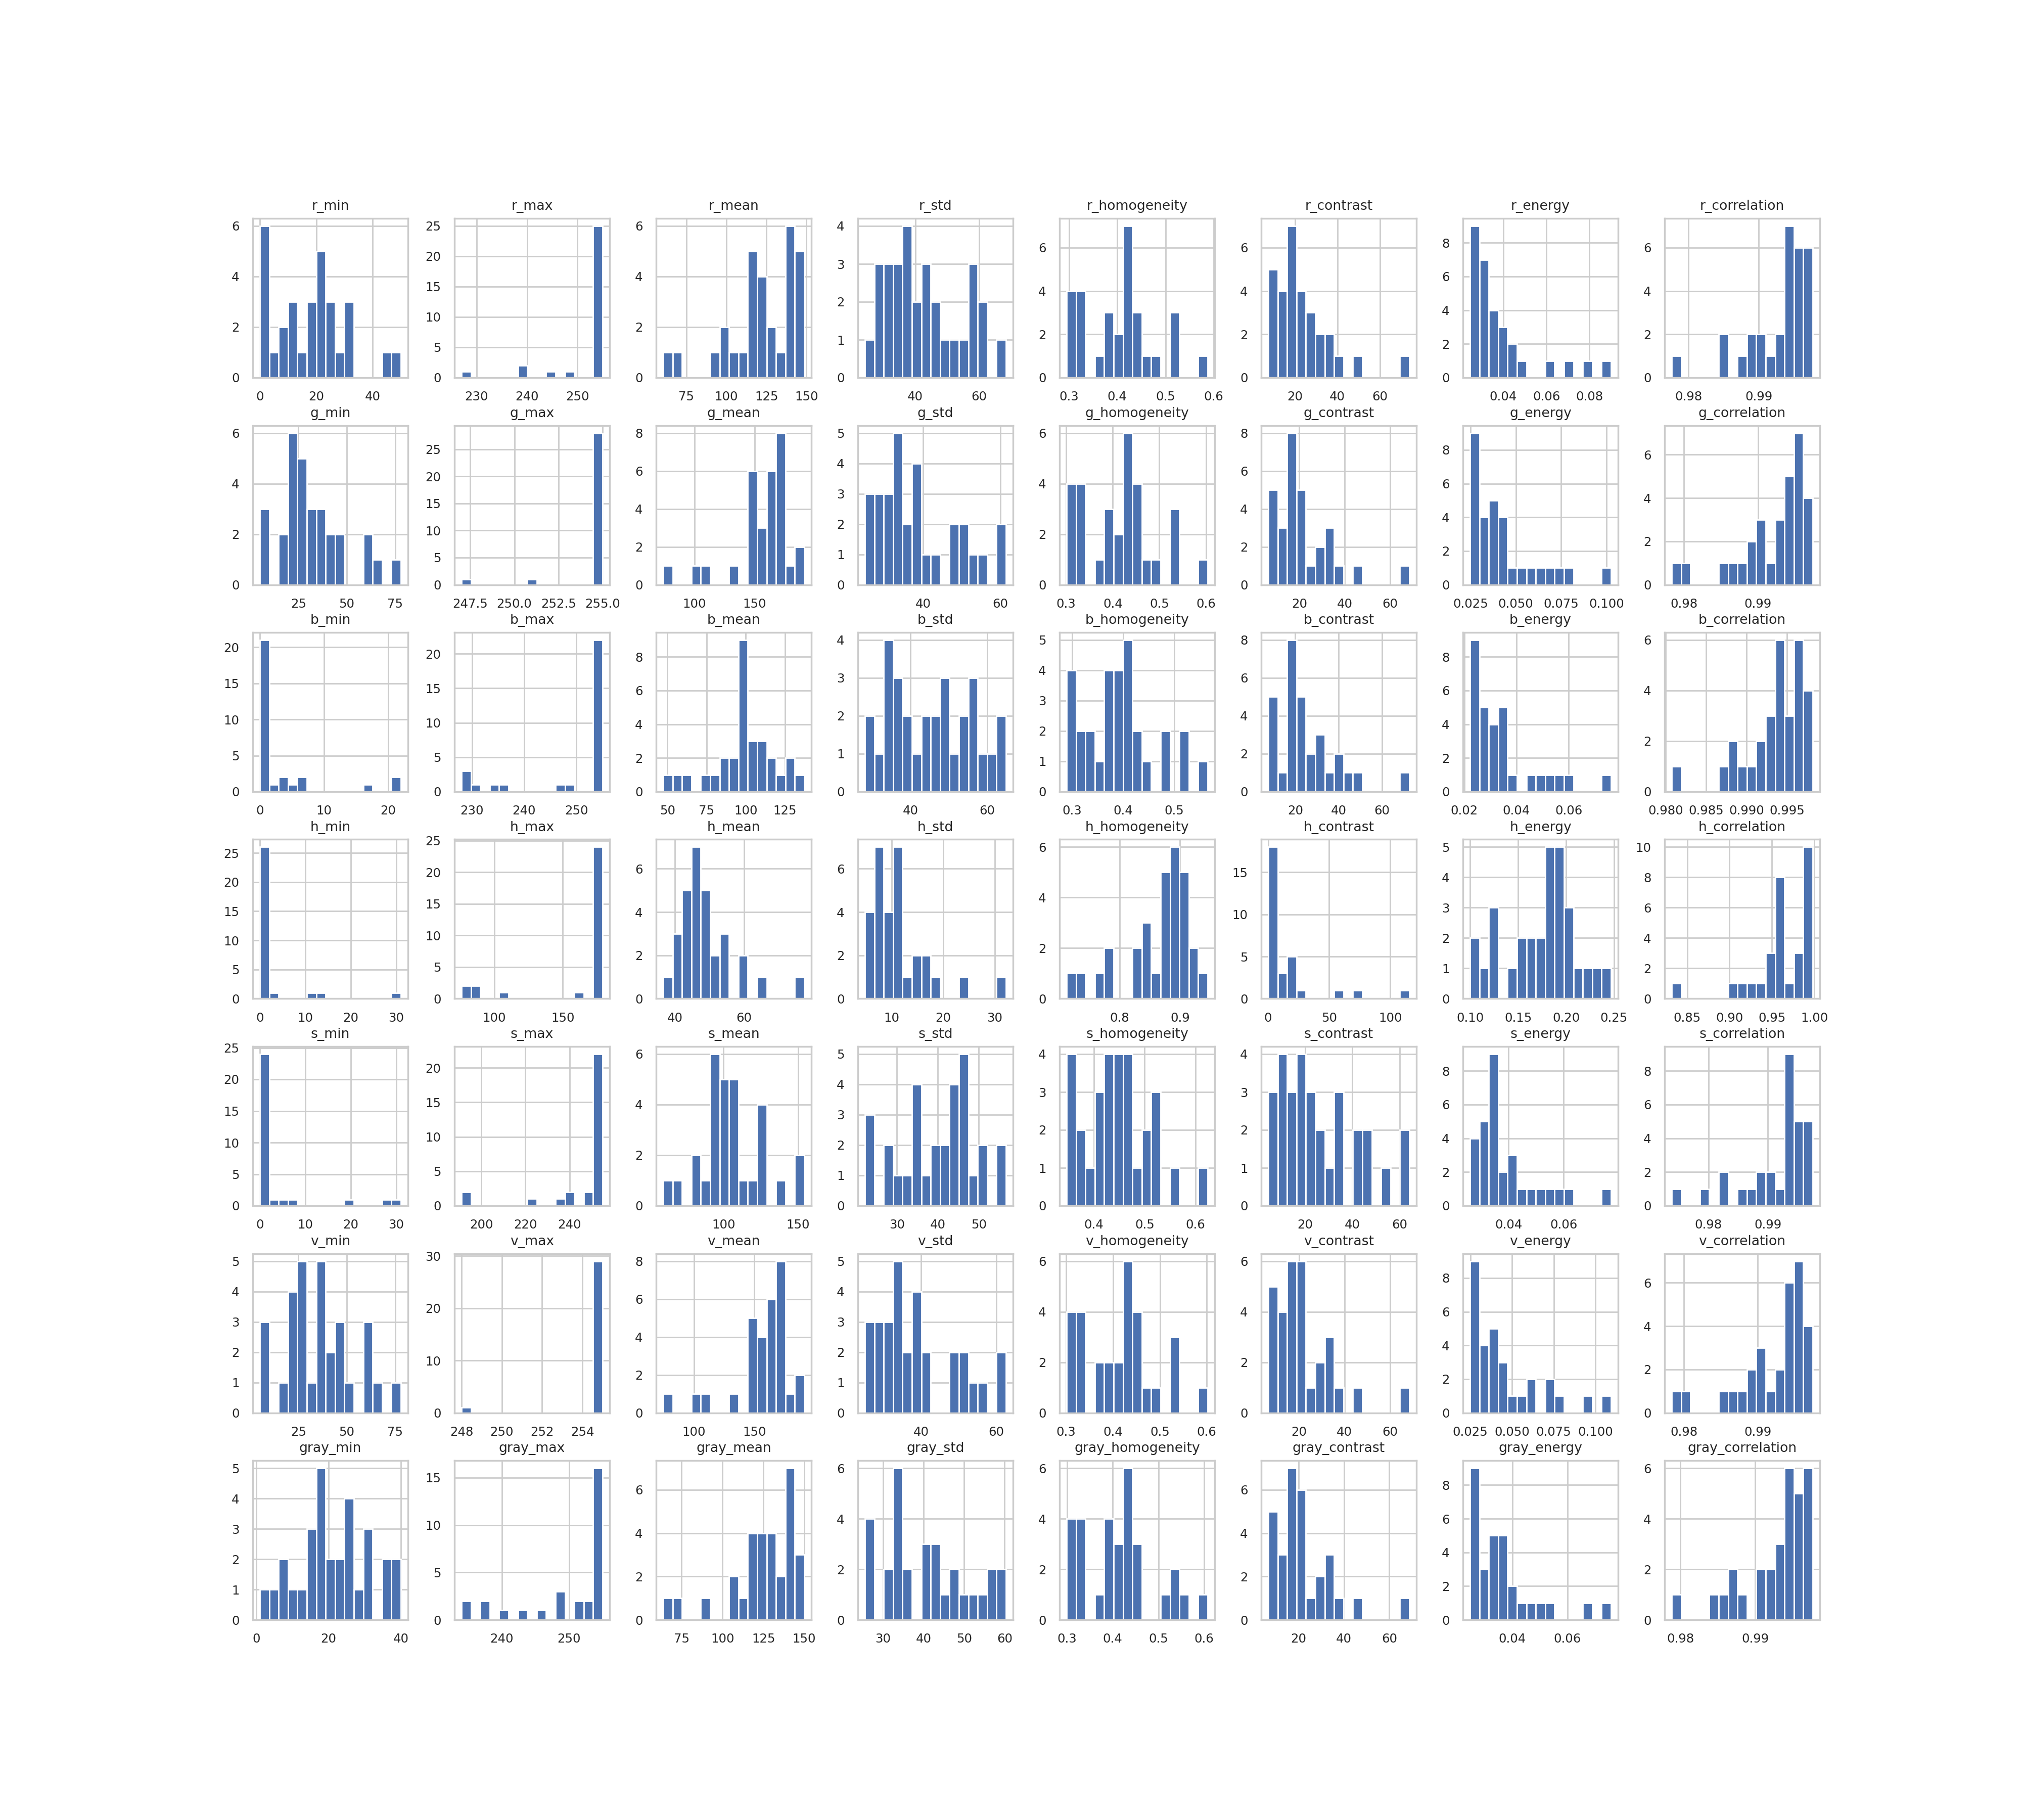 r_min r_max r_mean r_std r_homogeneity r_contrast r_energy r_correlation
6 4 2 0
25 20 15 10 5 0
6 4 2 0
4 3 2 1 0
6 4 2 0
6 4 2 0
8 6 4 2 0
6 4 2 0
0 20 40 230 240 250 75 100 125 150 40 60 0.3 0.4 0.5 0.6 20 40 60 0.04 0.06 0.08 0.98 0.99
g_min g_max g_mean g_std g_homogeneity g_contrast g_energy g_correlation
6 4 2 0
25 20 15 10 5 0
8 6 4 2 0
5 4 3 2 1 0
6 4 2 0
8 6 4 2 0
8 6 4 2 0
6 4 2 0
25 50 75 247.5 250.0 252.5 255.0 100 150 40 60 0.3 0.4 0.5 0.6 20 40 60 0.025 0.050 0.075 0.100 0.98 0.99
b_min b_max b_mean b_std b_homogeneity b_contrast b_energy b_correlation
20 15 10 5 0
20 15 10 5 0
8 6 4 2 0
4 3 2 1 0
5 4 3 2 1 0
8 6 4 2 0
8 6 4 2 0
6 4 2 0
0 10 20 230 240 250 50 75 100 125 40 60 0.3 0.4 0.5 20 40 60 0.02 0.04 0.06 0.980 0.985 0.990 0.995
h_min h_max h_mean h_std h_homogeneity h_contrast h_energy h_correlation
25 20 15 10 5 0
25 20 15 10 5 0
6 4 2 0
6 4 2 0
6 4 2 0
15 10 5 0
5 4 3 2 1 0
10 8 6 4 2 0
0 10 20 30 100 150 40 60 10 20 30 0.8 0.9 0 50 100 0.10 0.15 0.20 0.25 0.85 0.90 0.95 1.00
s_min s_max s_mean s_std s_homogeneity s_contrast s_energy s_correlation
25 20 15 10 5 0
20 15 10 5 0
6 4 2 0
5 4 3 2 1 0
4 3 2 1 0
4 3 2 1 0
8 6 4 2 0
8 6 4 2 0
0 10 20 30 200 220 240 100 150 30 40 50 0.4 0.5 0.6 20 40 60 0.04 0.06 0.98 0.99
v_min v_max v_mean v_std v_homogeneity v_contrast v_energy v_correlation
5 4 3 2 1 0
30 20 10 0
8 6 4 2 0
5 4 3 2 1 0
6 4 2 0
6 4 2 0
8 6 4 2 0
6 4 2 0
25 50 75 248 250 252 254 100 150 40 60 0.3 0.4 0.5 0.6 20 40 60 0.025 0.050 0.075 0.100 0.98 0.99
gray_min gray_max gray_mean gray_std gray_homogeneity gray_contrast gray_energy gray_correlation
5 4 3 2 1 0
15 10 5 0
6 4 2 0
6 4 2 0
6 4 2 0
6 4 2 0
8 6 4 2 0
6 4 2 0
0 20 40 240 250 75 100 125 150 30 40 50 60 0.3 0.4 0.5 0.6 20 40 60 0.04 0.06 0.98 0.99